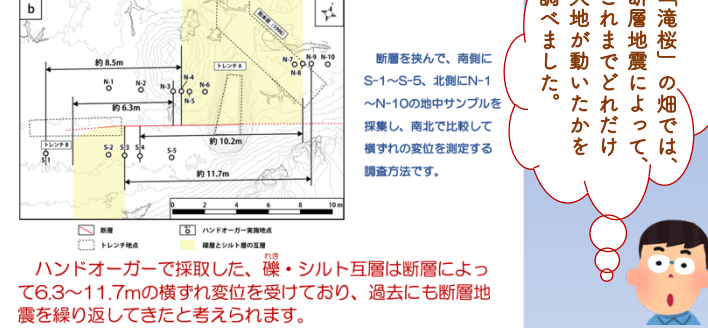 b
約 8.5m
N-1
N-2
N-3
N-4
N-5
N-6
トレンチ A
N-7
N-8
N-9
N-10
約 6.3m
約 10.2m
トレンチ B
S-1
S-2
S-3
S-4
S-5
約 11.7m
0
2
4
6
8
10 m
断層
ハンドオーガー実施地点
トレンチ地点
礫層とシルト層の互層
断層を挟んで、南側に
S-1〜S-5、北側にN-1
〜N-10の地中サンプルを
採集し、南北で比較して
横ずれの変位を測定する
調査方法です。
「滝桜」の畑では、
断層地震によって、
これまでどれだけ
大地が動いたかを
調べました。
ハンドオーガーで採取した、礫・シルト互層は断層によっ
れき
て6.3〜11.7mの横ずれ変位を受けており、過去にも断層地
震を繰り返してきたと考えられます。